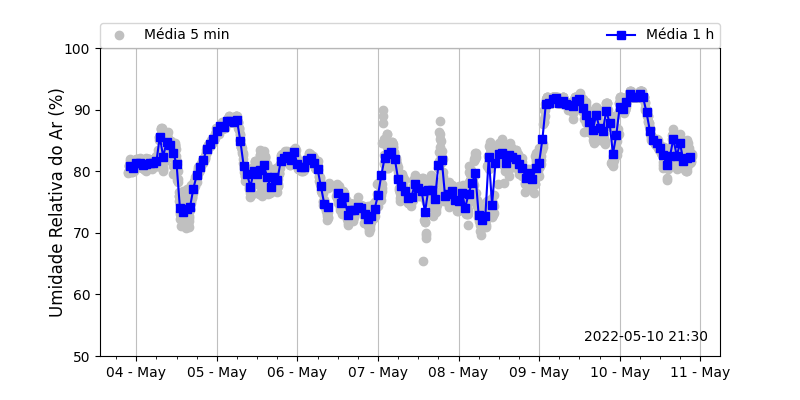 Média 5 min
Média 1 h
Umidade Relativa do Ar (%)
100
90
80
70
60
50
2022-05-10 21:30
04 - May
05 - May
06 - May
07 - May
08 - May
09 - May
10 - May
11 - May